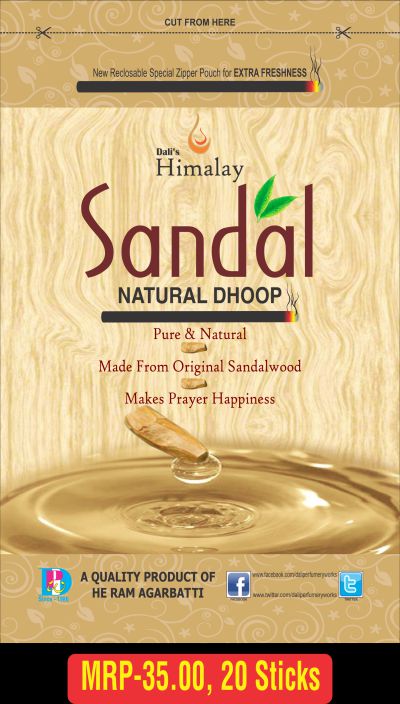 CUT FROM HERE
New Reclosable Special Zipper Pouch for EXTRA FRESHNESS
Dali's
Himalay
Sandal
NATURAL DHOOP
Pure & Natural
Made From Original Sandalwood
Makes Prayer Happiness
A QUALITY PRODUCT OF
HE RAM AGARBATTI
www.facebook.com/daliperfumeryworks
FACEBOOK
www.twitter.com/daliperfumeryworks
TWITTER
MRP-35.00, 20 Sticks